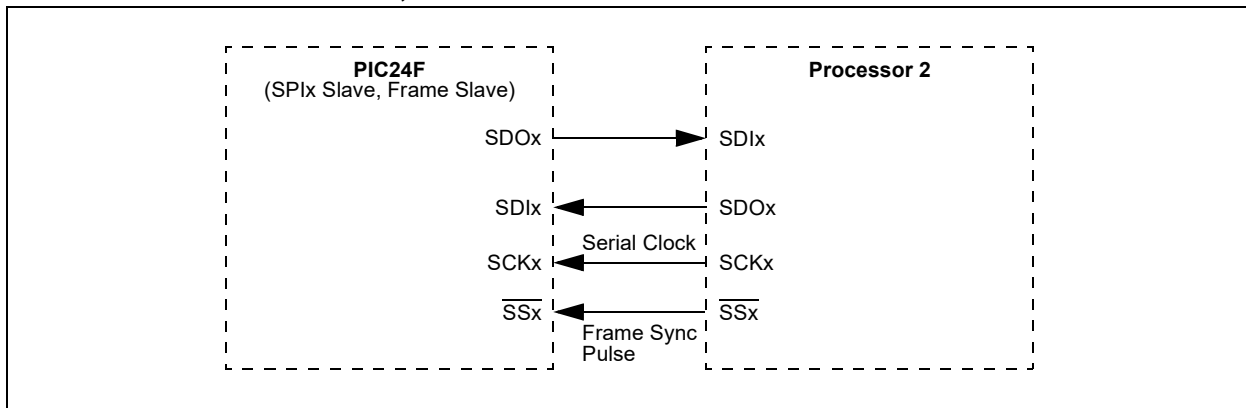 PIC24F
(SPIx Slave, Frame Slave)
Processor 2
SDOx
SDIx
SDIx
SDOx
Serial Clock
SCKx
SCKx
SSx
SSx
Frame Sync
Pulse